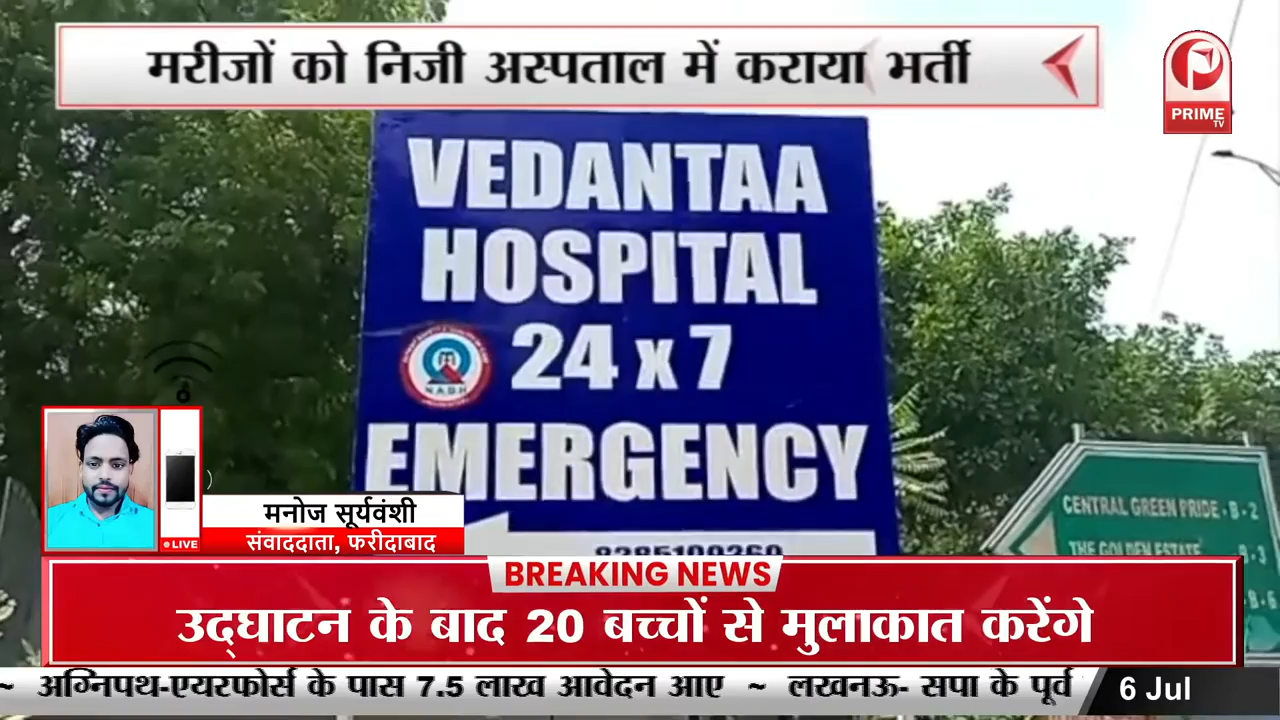 मरीजों को निजी अस्पताल में कराया भर्ती
PRIME
TV
VEDANTAA
HOSPITAL
24 x 7
NABH
EMERGENCY
CENTRAL GREEN PRIDE - B - 2
THE GOLDEN ESTATE B - 3
B - 6
मनोज सूर्यवंशी
LIVE
संवाददाता, फरीदाबाद
BREAKING NEWS
उद्घाटन के बाद 20 बच्चों से मुलाकात करेंगे
~ अग्निपथ-एयरफोर्स के पास 7.5 लाख आवेदन आए ~ लखनऊ- सपा के पूर्व
6 Jul